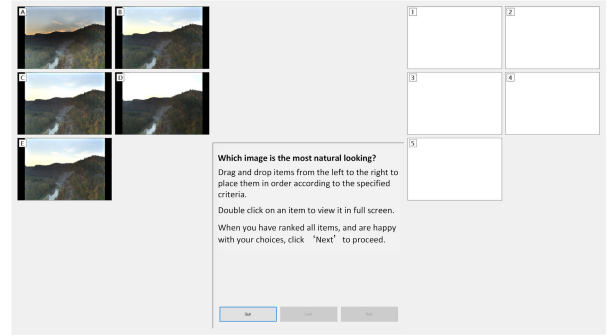 A
B
C
D
E
1
2
3
4
5
Which image is the most natural looking?
Drag and drop items from the left to the right to
place them in order according to the specified
criteria.
Double click on an item to view it in full screen.
When you have ranked all items, and are happy
with your choices, click ‘Next’ to proceed.